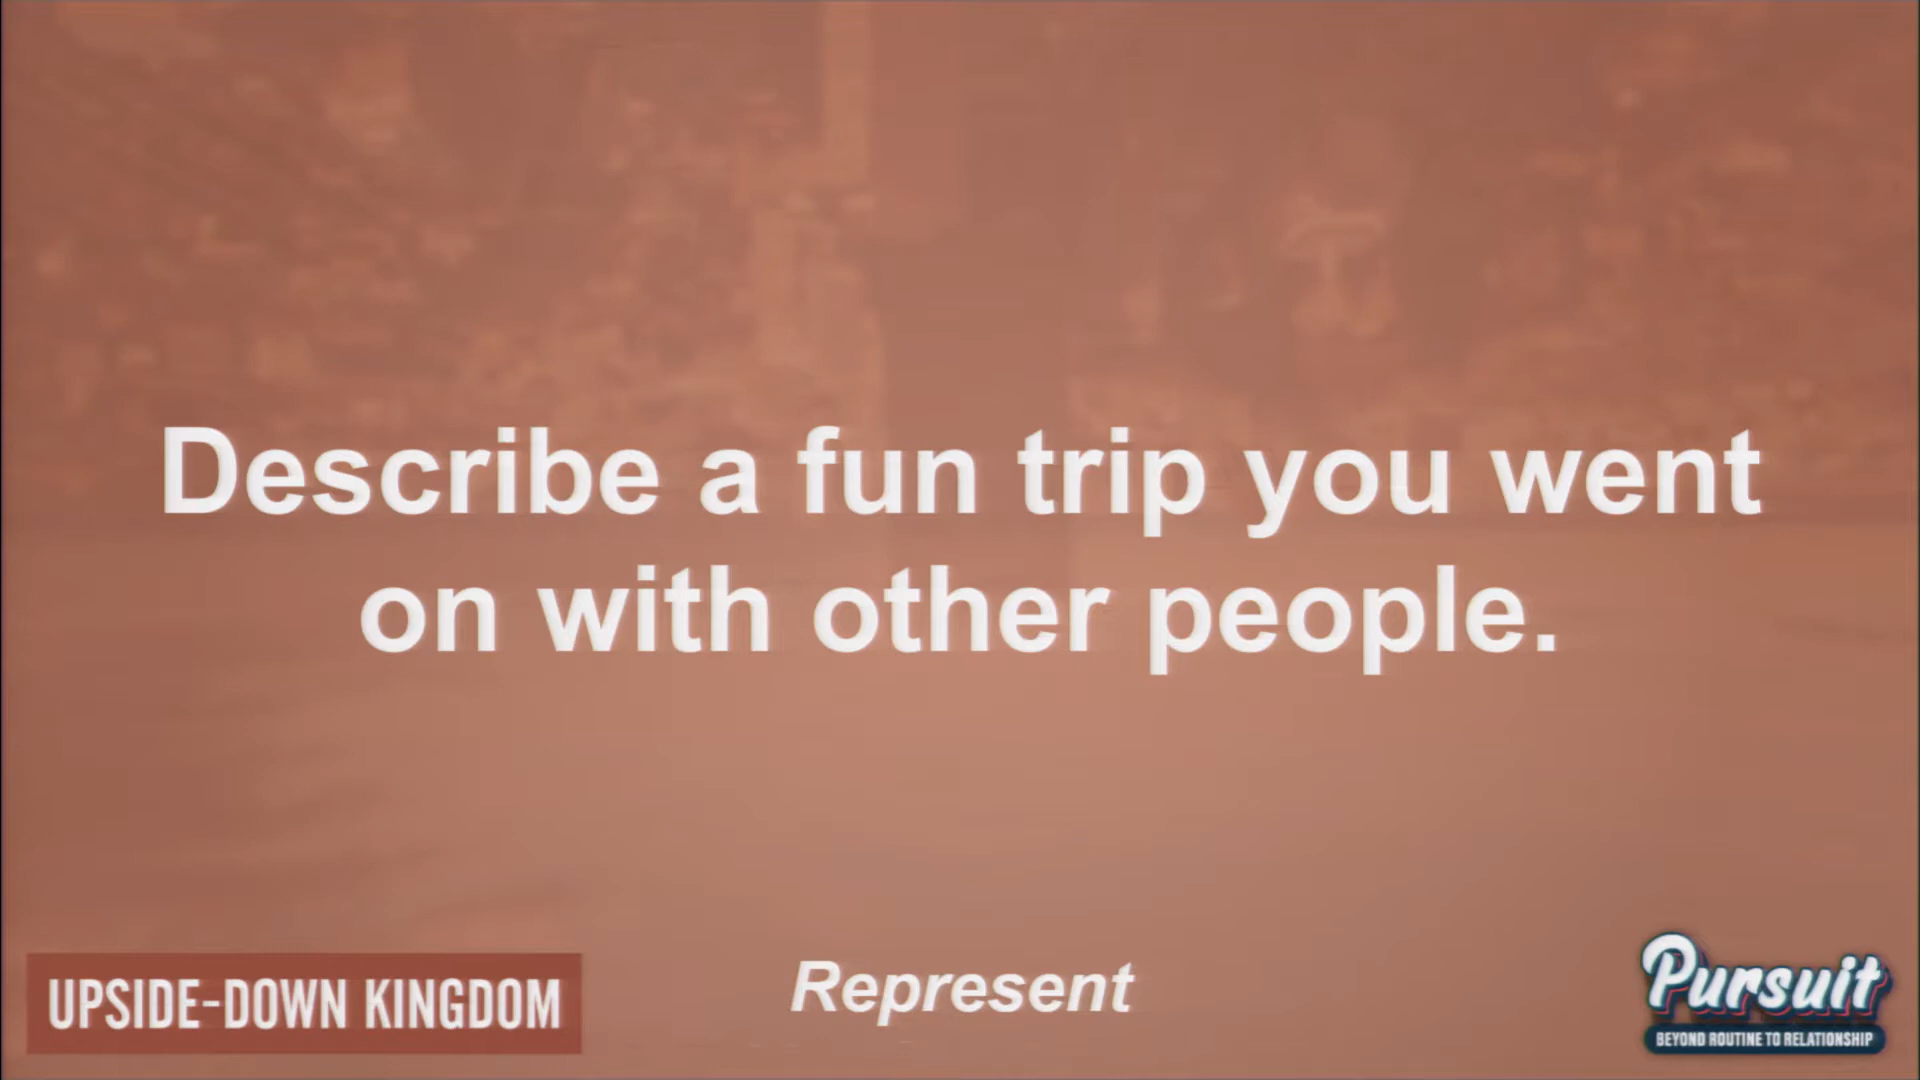 Describe a fun trip you went
on with other people.
UPSIDE-DOWN KINGDOM
Represent
Pursuit
BEYOND ROUTINE TO RELATIONSHIP